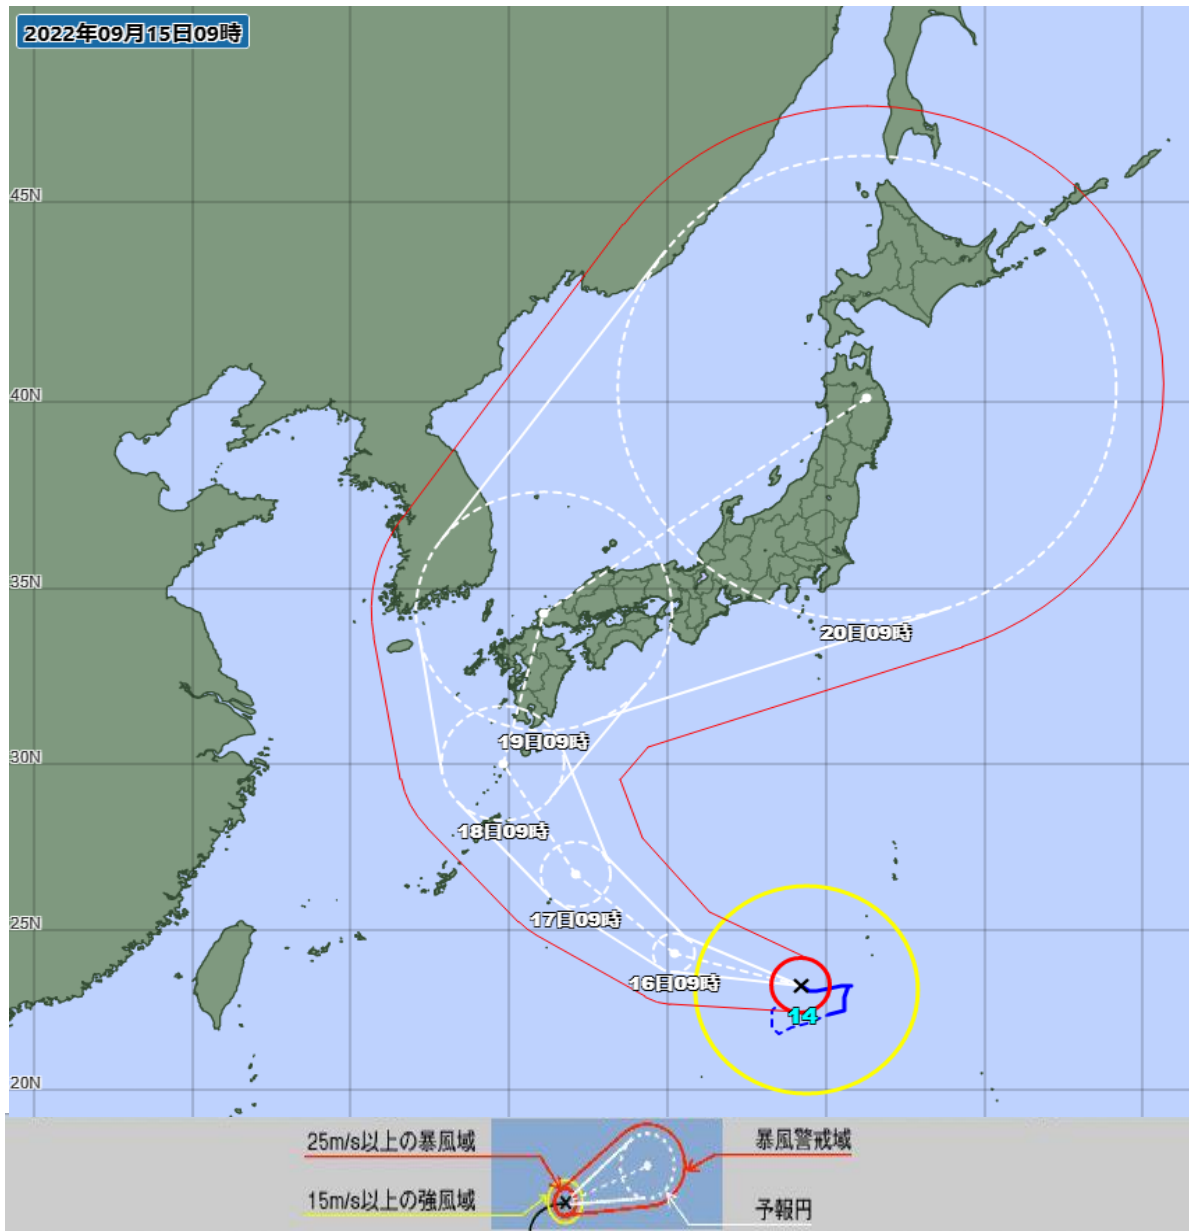 2022年09月15日09時
45N
40N
35N
20日09時
19日09時
30N
18日09時
25N
17日09時
16日09時
14
20N
25m/s以上の暴風域
暴風警戒域
15m/s以上の強風域
予報円